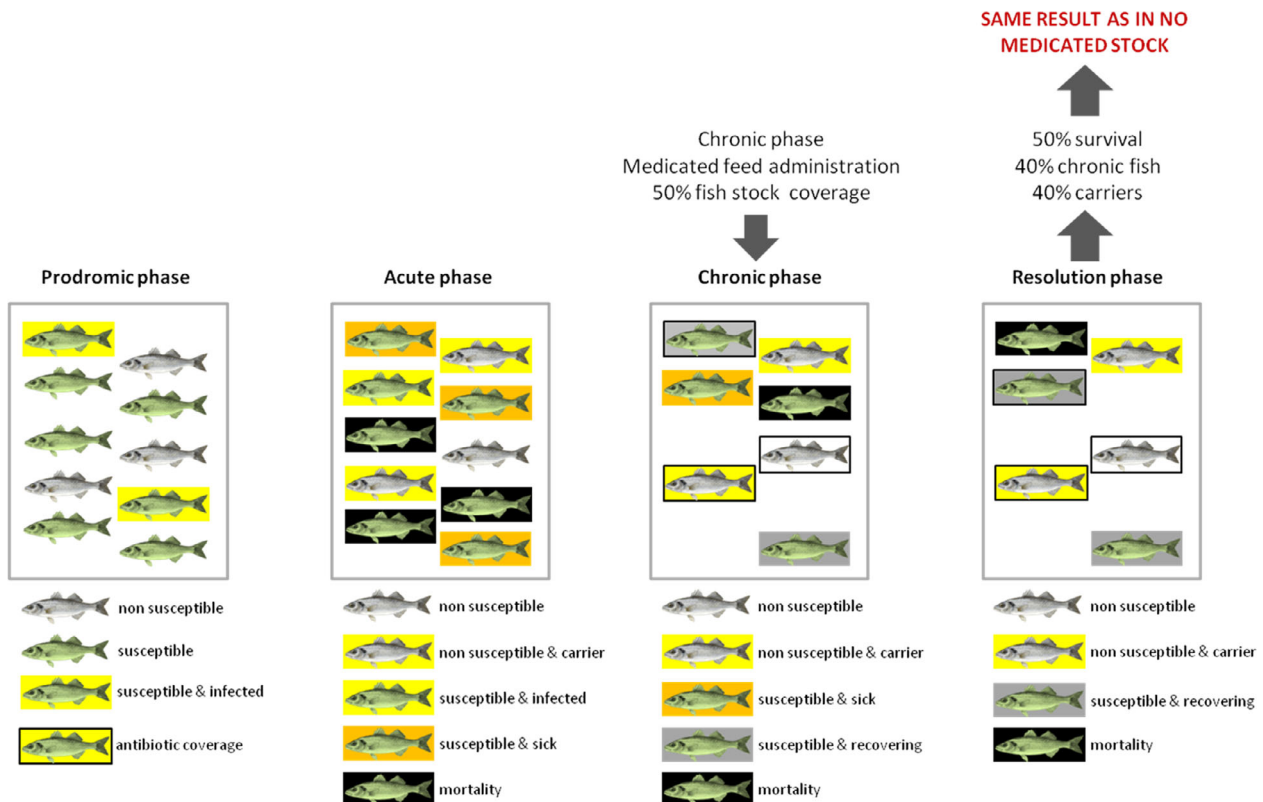 SAME RESULT AS IN NO
MEDICATED STOCK
Chronic phase
Medicated feed administration
50% fish stock coverage
50% survival
40% chronic fish
40% carriers
Prodromic phase
Acute phase
Chronic phase
Resolution phase
non susceptible
susceptible
susceptible & infected
antibiotic coverage
non susceptible
non susceptible & carrier
susceptible & infected
susceptible & sick
mortality
non susceptible
non susceptible & carrier
susceptible & sick
susceptible & recovering
mortality
non susceptible
non susceptible & carrier
susceptible & recovering
mortality